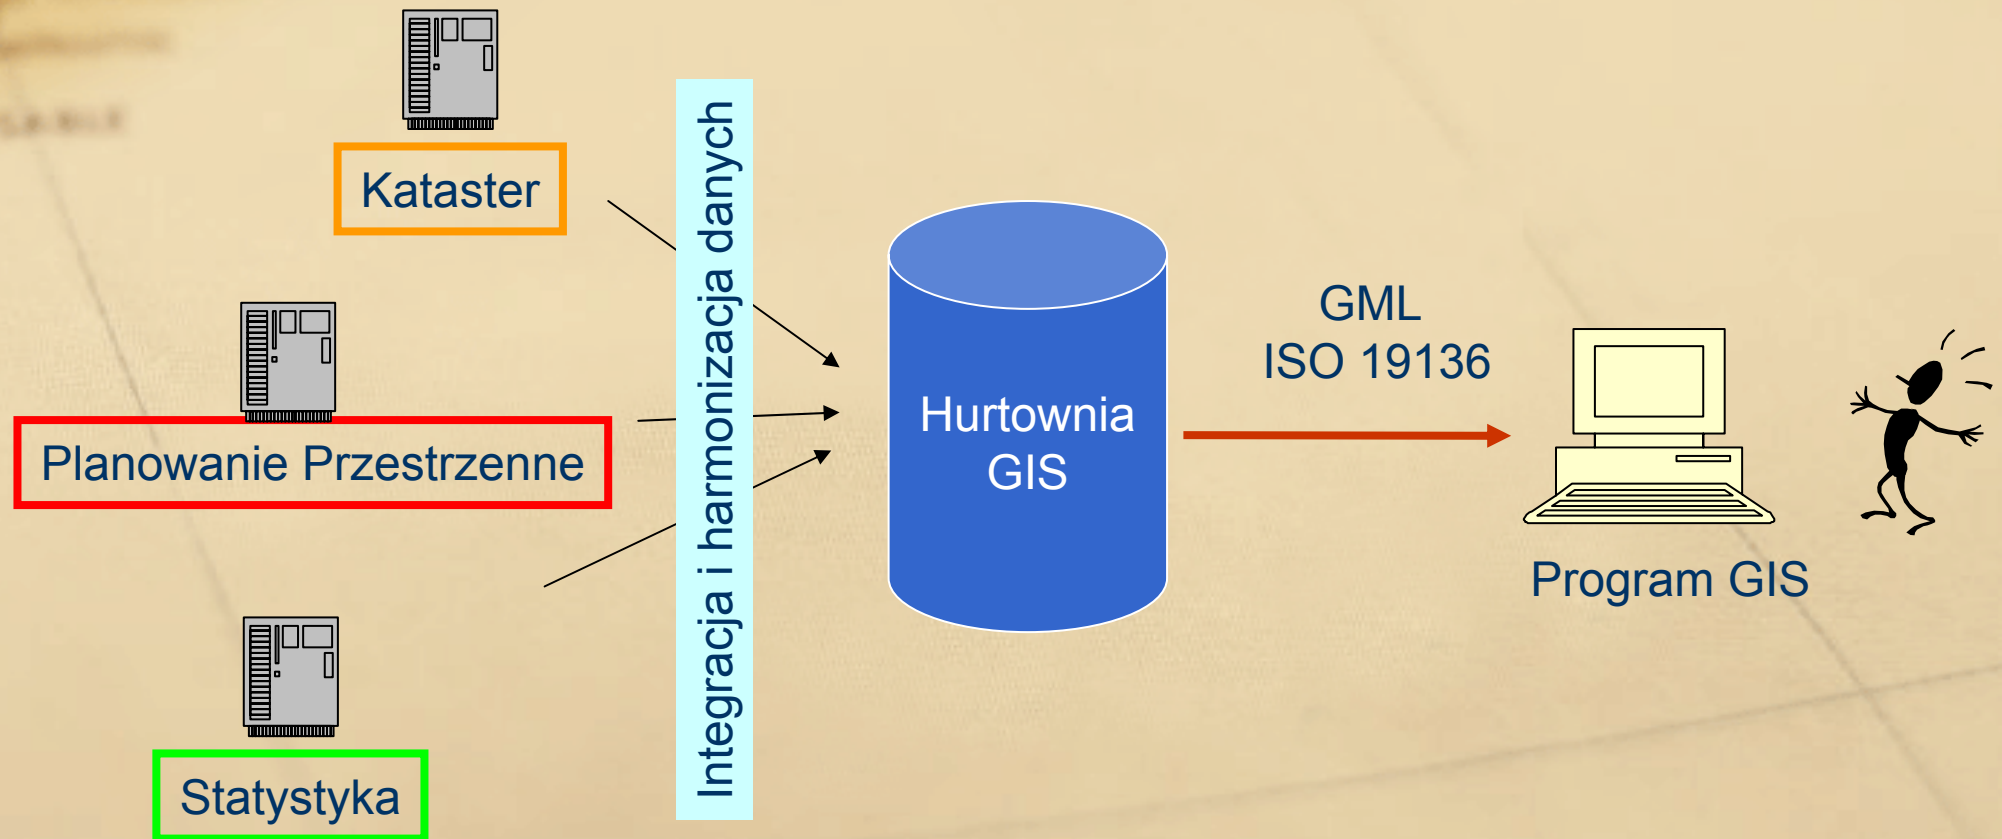 Kataster
Planowanie Przestrzenne
Statystyka
Integracja i harmonizacja danych
Hurtownia
GIS
GML
ISO 19136
Program GIS